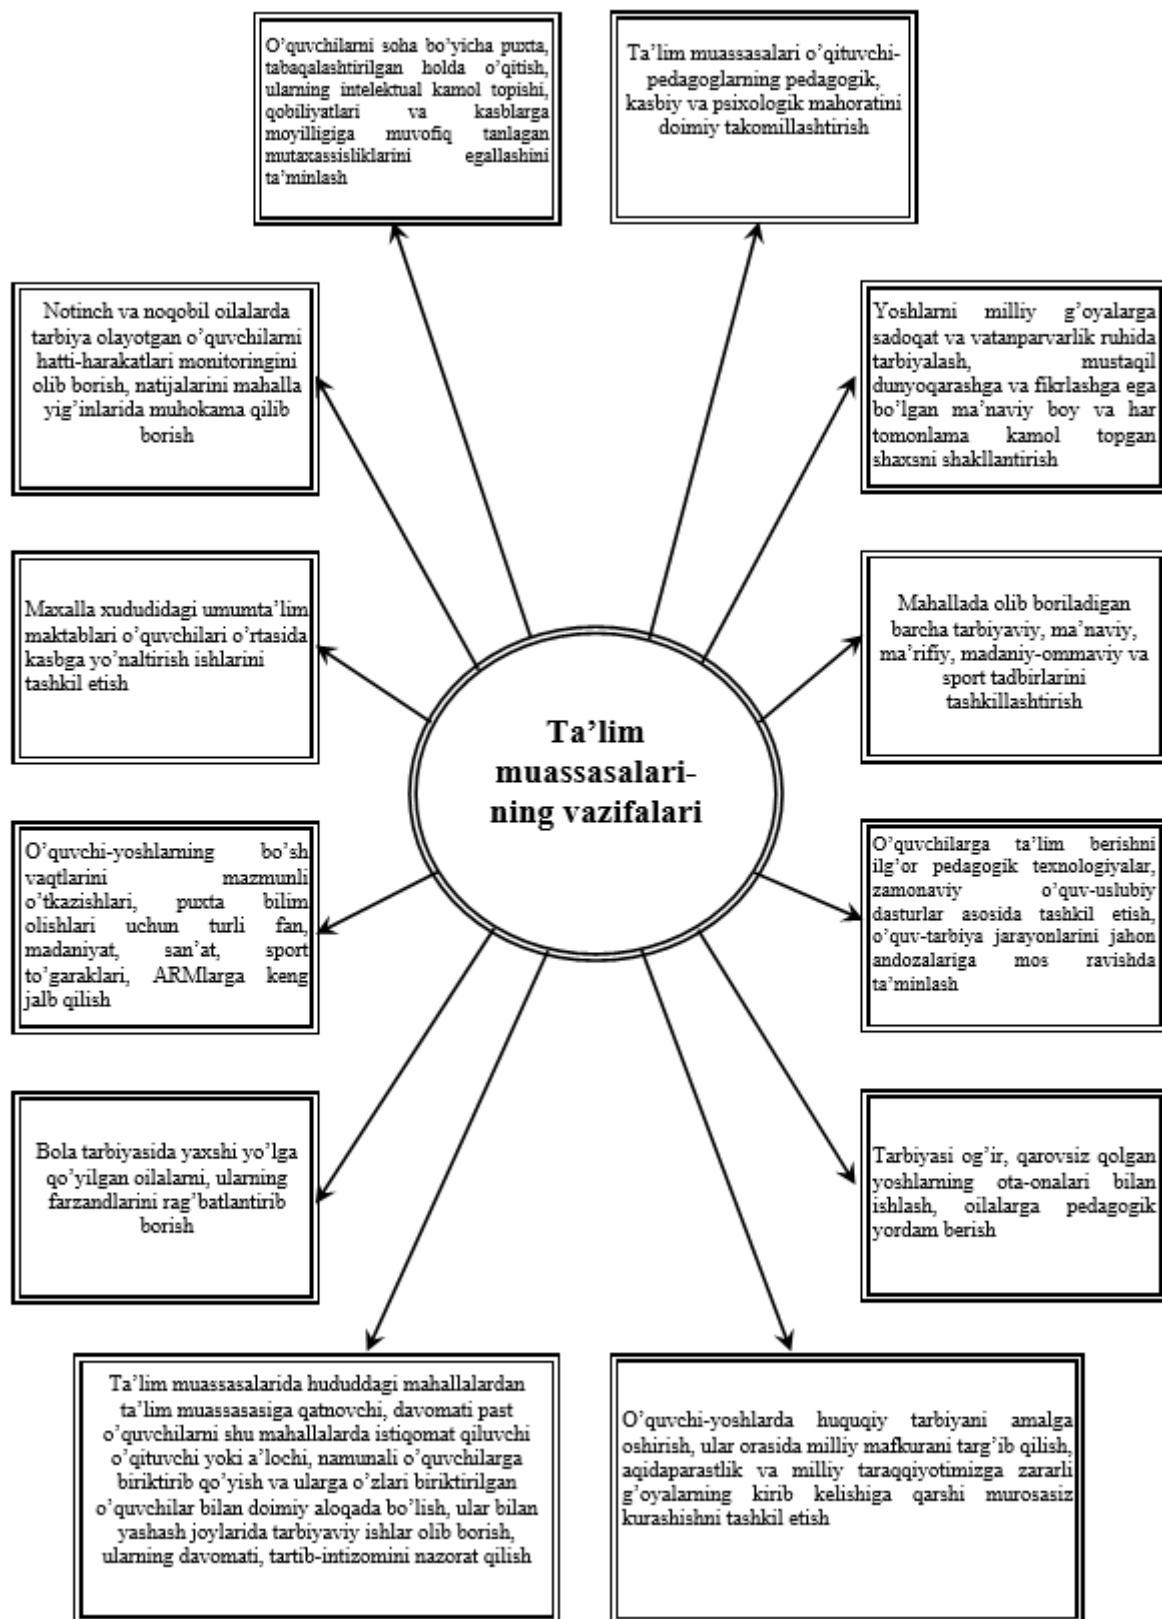 O’quvchilarni soha bo’yicha puxta,
tabaqalashtirilgan holda o’qitish,
ularning intelektual kamol topishi,
qobiliyatlari va kasblarga
moyilligiga muvofiq tanlagan
mutaxassisliklarini egallashini
ta’minlash
Ta’lim muassasalari o’qituvchi-
pedagoglarning pedagogik,
kasbiy va psixologik mahoratini
doimiy takomillashtirish
Notinch va noqobil oilalarda
tarbiya olayotgan o’quvchilarni
hatti-harakatlari monitoringini
olib borish, natijalarini mahalla
yig’inlarida muhokama qilib
borish
Yoshlarni milliy g’oyalarga
sadoqat va vatanparvarlik ruhida
tarbiyalash, mustaqil
dunyoqarashga va fikrlashga ega
bo’lgan ma’naviy boy va har
tomonlama kamol topgan
shaxsni shakllantirish
Maxalla xududidagi umumta’lim
maktablari o’quvchilari o’rtasida
kasbga yo’naltirish ishlarini
tashkil etish
Mahallada olib boriladigan
barcha tarbiyaviy, ma’naviy,
ma’rifiy, madaniy-ommaviy va
sport tadbirlarini
tashkillashtirish
Ta’lim
muassasalari-
ning vazifalari
O’quvchi-yoshlarning bo’sh
vaqtlarini mazmunli
o’tkazishlari, puxta bilim
olishlari uchun turli fan,
madaniyat, san’at, sport
to’garaklari, ARMlarga keng
jalb qilish
O’quvchilarga ta’lim berishni
ilg’or pedagogik texnologiyalar,
zamonaviy o’quv-uslubiy
dasturlar asosida tashkil etish,
o’quv-tarbiya jarayonlarini jahon
andozalariga mos ravishda
ta’minlash
Bola tarbiyasida yaxshi yo’lga
qo’yilgan oilalarni, ularning
farzandlarini rag’batlantirib
borish
Tarbiyasi og’ir, qarovsiz qolgan
yoshlarning ota-onalari bilan
ishlash, oilalarga pedagogik
yordam berish
Ta’lim muassasalarida hududdagi mahallalardan
ta’lim muassasasiga qatnovchi, davomati past
o’quvchilarni shu mahallalarda istiqomat qiluvchi
o’qituvchi yoki a’lochi, namunali o’quvchilarga
biriktirib qo’yish va ularga o’zlari biriktirilgan
o’quvchilar bilan doimiy aloqada bo’lish, ular bilan
yashash joylarida tarbiyaviy ishlar olib borish,
ularning davomati, tartib-intizomini nazorat qilish
O’quvchi-yoshlarda huquqiy tarbiyani amalga
oshirish, ular orasida milliy mafkurani targ’ib qilish,
aqidaparastlik va milliy taraqqiyotimizga zararli
g’oyalarning kirib kelishiga qarshi murosasiz
kurashishni tashkil etish